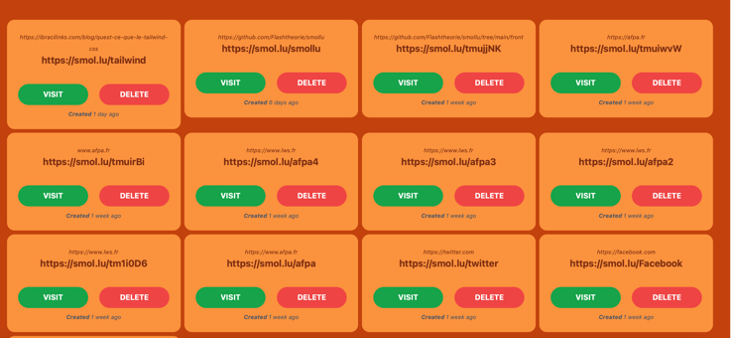 https://ibracilinks.com/blog/quest-ce-que-le-tailwind-
css
https://smol.lu/tailwind
VISIT DELETE
Created 1 day ago
https://github.com/Flashtheorie/smollu
https://smol.lu/smollu
VISIT DELETE
Created 6 days ago
https://github.com/Flashtheorie/smollu/tree/main/front
https://smol.lu/tmujjNK
VISIT DELETE
Created 1 week ago
https://afpa.fr
https://smol.lu/tmuiwvW
VISIT DELETE
Created 1 week ago
www.afpa.fr
https://smol.lu/tmuirBi
VISIT DELETE
Created 1 week ago
https://www.lws.fr
https://smol.lu/afpa4
VISIT DELETE
Created 1 week ago
https://www.lws.fr
https://smol.lu/afpa3
VISIT DELETE
Created 1 week ago
https://www.lws.fr
https://smol.lu/afpa2
VISIT DELETE
Created 1 week ago
https://www.lws.fr
https://smol.lu/tm1i0D6
VISIT DELETE
Created 1 week ago
https://www.afpa.fr
https://smol.lu/afpa
VISIT DELETE
Created 1 week ago
https://twitter.com
https://smol.lu/twitter
VISIT DELETE
Created 1 week ago
https://facebook.com
https://smol.lu/Facebook
VISIT DELETE
Created 1 week ago